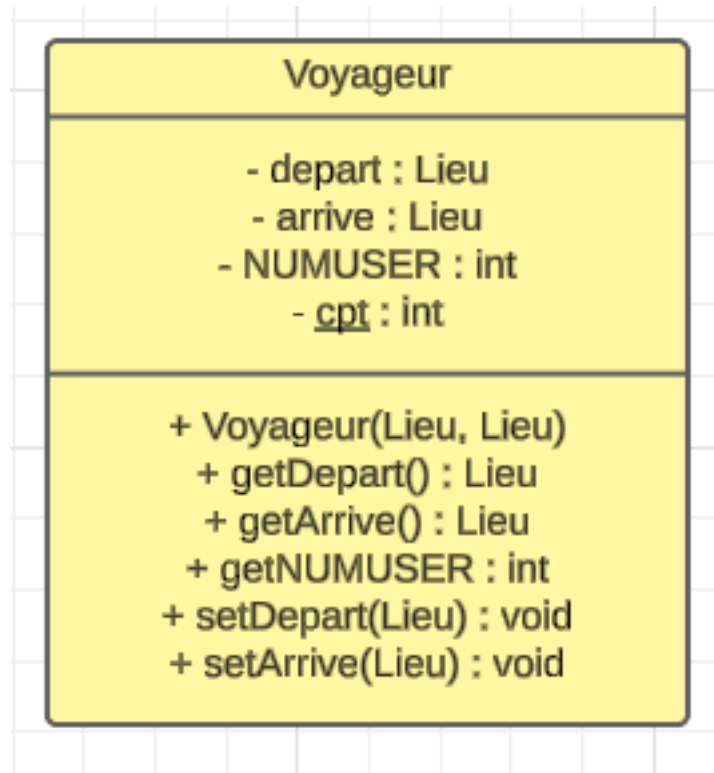 Voyageur
- depart : Lieu
- arrive : Lieu
- NUMUSER : int
- cpt : int
+ Voyageur(Lieu, Lieu)
+ getDepart() : Lieu
+ getArrive() : Lieu
+ getNUMUSER : int
+ setDepart(Lieu) : void
+ setArrive(Lieu) : void